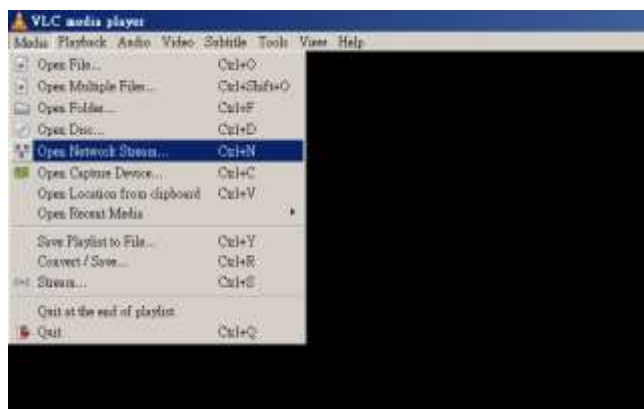 VLC media player
Media Playback Audio Video Subtitle Tools View Help
Open File... Ctrl+O
Open Multiple Files... Ctrl+Shift+O
Open Folder... Ctrl+F
Open Disc... Ctrl+D
Open Network Stream... Ctrl+N
Open Capture Device... Ctrl+C
Open Location from clipboard Ctrl+V
Open Recent Media
Save Playlist to File... Ctrl+Y
Convert / Save... Ctrl+R
Stream... Ctrl+S
Quit at the end of playlist
Quit Ctrl+Q